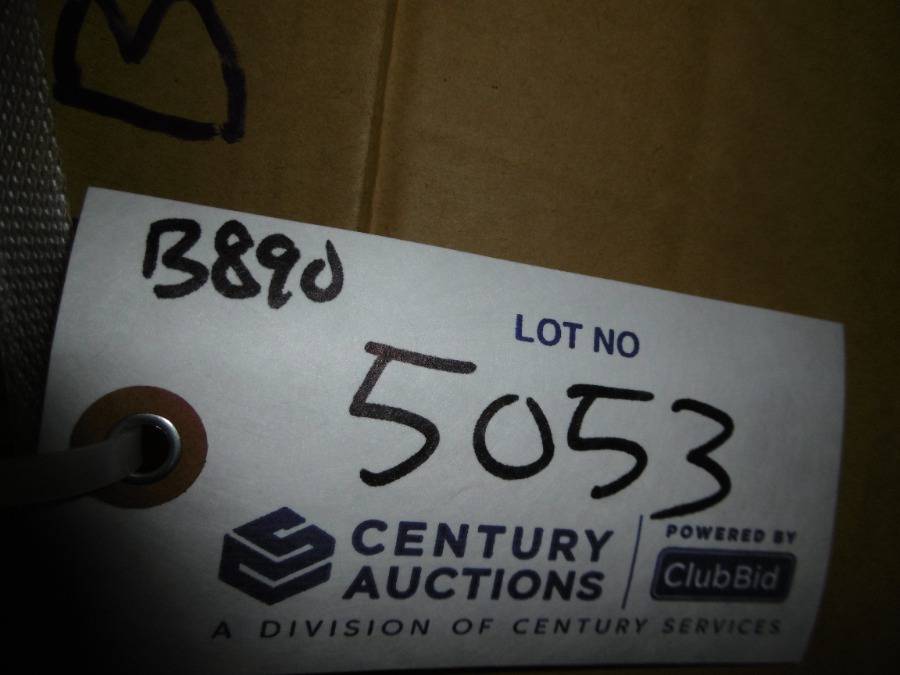 B890
LOT NO
5053
CENTURY
AUCTIONS
POWERED BY
ClubBid
A DIVISION OF CENTURY SERVICES